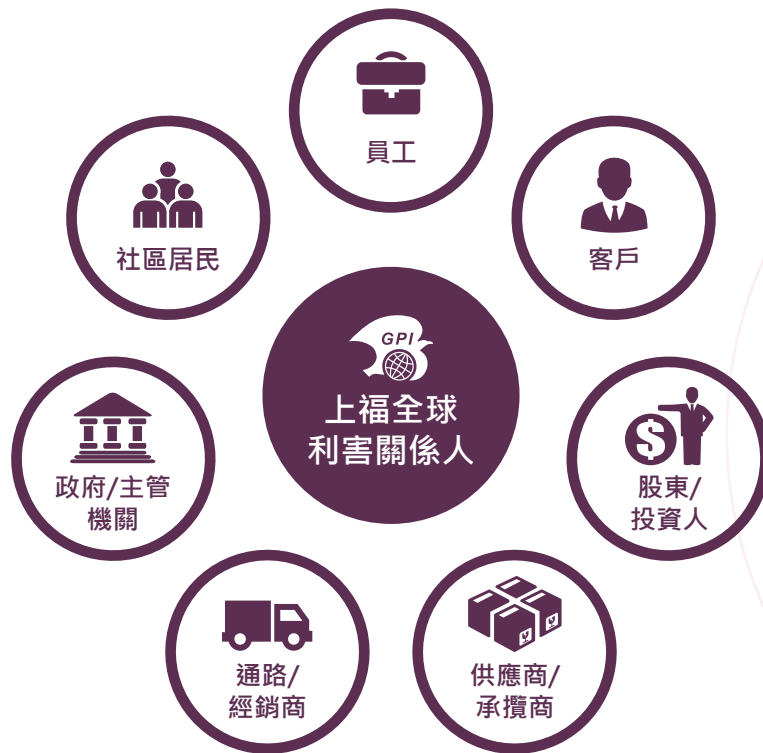 員工
社區居民
客戶
GPI
上福全球
利害關係人
政府/主管
機關
股東/
投資人
通路/
經銷商
供應商/
承攬商